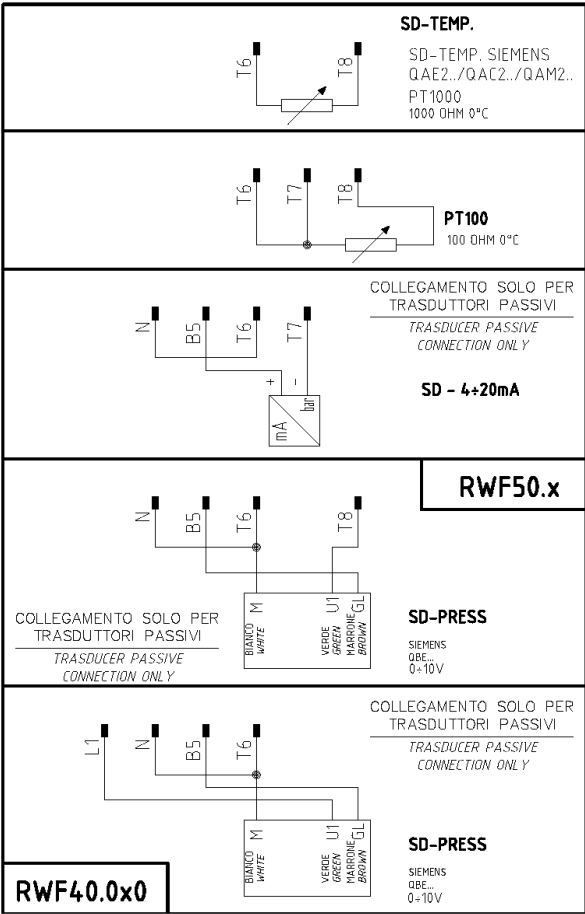 SD-TEMP.
T6
T8
SD-TEMP. SIEMENS
QAE2../QAC2../QAM2..
PT1000
1000 OHM 0°C
T6
T7
T8
PT100
100 OHM 0°C
COLLEGAMENTO SOLO PER
TRASDUTTORI PASSIVI
TRASDUCER PASSIVE
CONNECTION ONLY
N
B5
T6
T7
+
-
SD - 4÷20mA
mA
bar
RWF50.x
N
B5
T6
T8
M
U1
GL
BIANCO
WHITE
VERDE
GREEN
MARRONE
BROWN
COLLEGAMENTO SOLO PER
TRASDUTTORI PASSIVI
TRASDUCER PASSIVE
CONNECTION ONLY
SD-PRESS
SIEMENS
QBE...
0÷10V
COLLEGAMENTO SOLO PER
TRASDUTTORI PASSIVI
TRASDUCER PASSIVE
CONNECTION ONLY
L1
N
B5
T6
M
U1
GL
BIANCO
WHITE
VERDE
GREEN
MARRONE
BROWN
SD-PRESS
SIEMENS
QBE...
0÷10V
RWF40.0x0